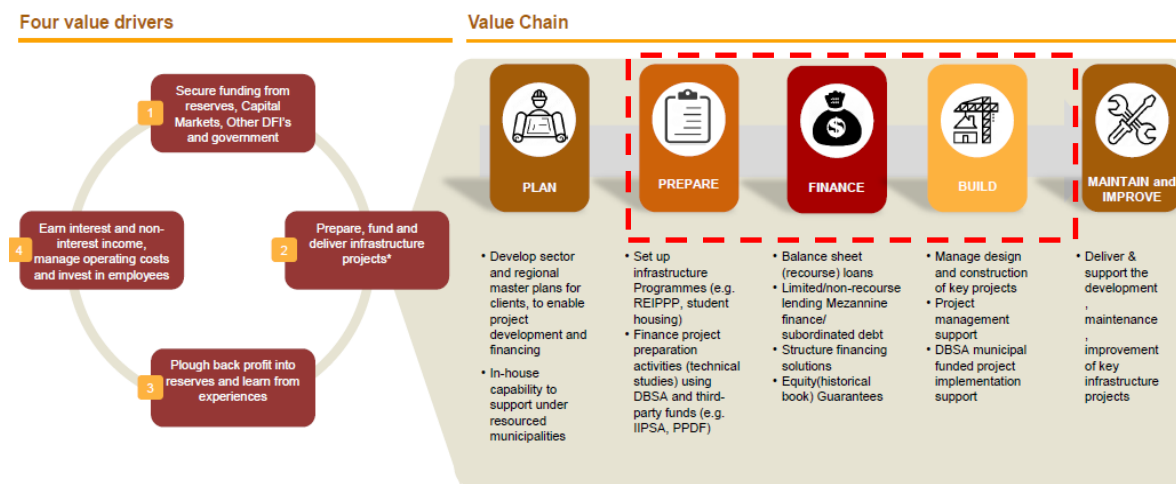 Four value drivers
1
Secure funding from
reserves, Capital
Markets, Other DFI's
and government
2
Prepare, fund and
deliver infrastructure
projects*
3
Plough back profit into
reserves and learn from
experiences
4
Earn interest and non-
interest income,
manage operating costs
and invest in employees
Value Chain
PLAN
• Develop sector
and regional
master plans for
clients, to enable
project
development and
financing
• In-house
capability to
support under
resourced
municipalities
PREPARE
• Set up
infrastructure
Programmes (e.g.
REIPPP, student
housing)
• Finance project
preparation
activities (technical
studies) using
DBSA and third-
party funds (e.g.
IIPSA, PPDF)
$
FINANCE
• Balance sheet
(recourse) loans
• Limited/non-recourse
lending Mezannine
finance/
subordinated debt
• Structure financing
solutions
• Equity(historical
book) Guarantees
BUILD
• Manage design
and construction
of key projects
• Project
management
support
• DBSA municipal
funded project
implementation
support
MAINTAIN and
IMPROVE
• Deliver &
support the
development
,
maintenance
,
improvement
of key
infrastructure
projects